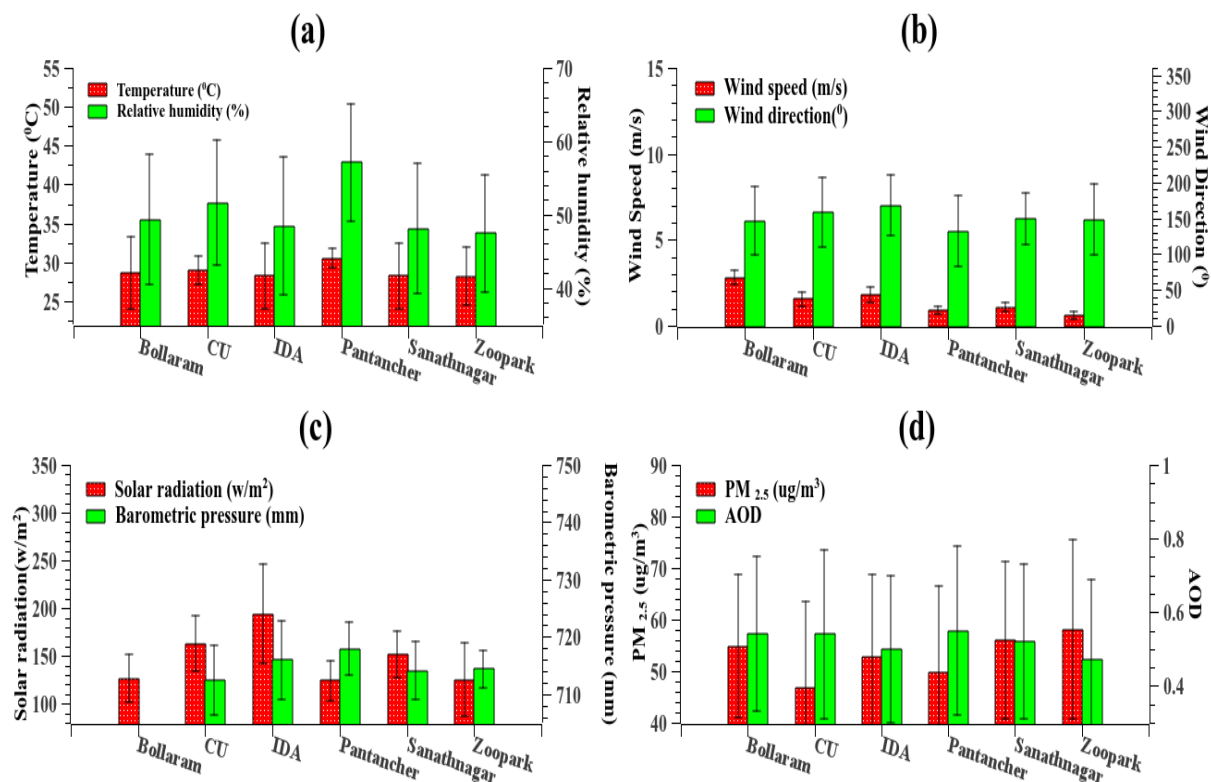 (a)
Temperature (⁰C)
Relative humidity (%)
Temperature (⁰C)
55
50
45
40
35
30
25
Relative humidity (%)
70
60
50
40
Bollaram
CU
IDA
Pantancher
Sanathnagar
Zoopark
(b)
Wind speed (m/s)
Wind direction(⁰)
Wind Speed (m/s)
15
10
5
0
Wind Direction (⁰)
350
300
250
200
150
100
50
0
Bollaram
CU
IDA
Pantancher
Sanathnagar
Zoopark
(c)
Solar radiation (w/m²)
Barometric pressure (mm)
Solar radiation(w/m²)
350
300
250
200
150
100
Barometric pressure (mm)
750
740
730
720
710
Bollaram
CU
IDA
Pantancher
Sanathnagar
Zoopark
(d)
PM 2.5 (ug/m³)
AOD
PM 2.5 (ug/m³)
90
80
70
60
50
40
AOD
1
0.8
0.6
0.4
Bollaram
CU
IDA
Pantancher
Sanathnagar
Zoopark